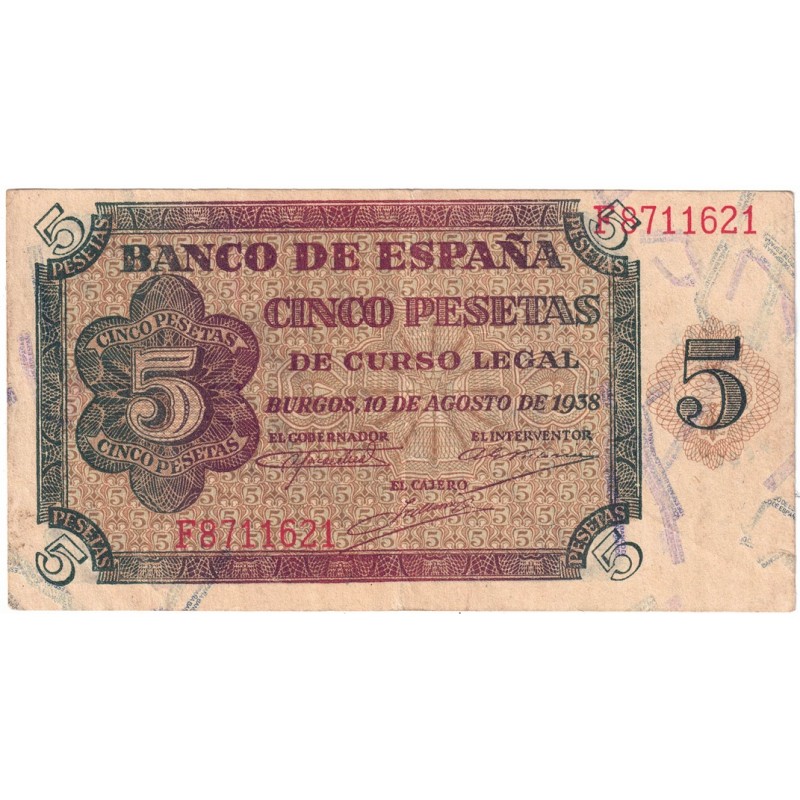 5 PESETAS
5
F8711621
BANCO DE ESPAÑA
CINCO PESETAS
DE CURSO LEGAL
BURGOS, 10 DE AGOSTO DE 1938
EL GOBERNADOR
EL INTERVENTOR
EL CAJERO
CINCO PESETAS
5
CINCO PESETAS
5
F8711621
PESETAS
5
PESETAS
5